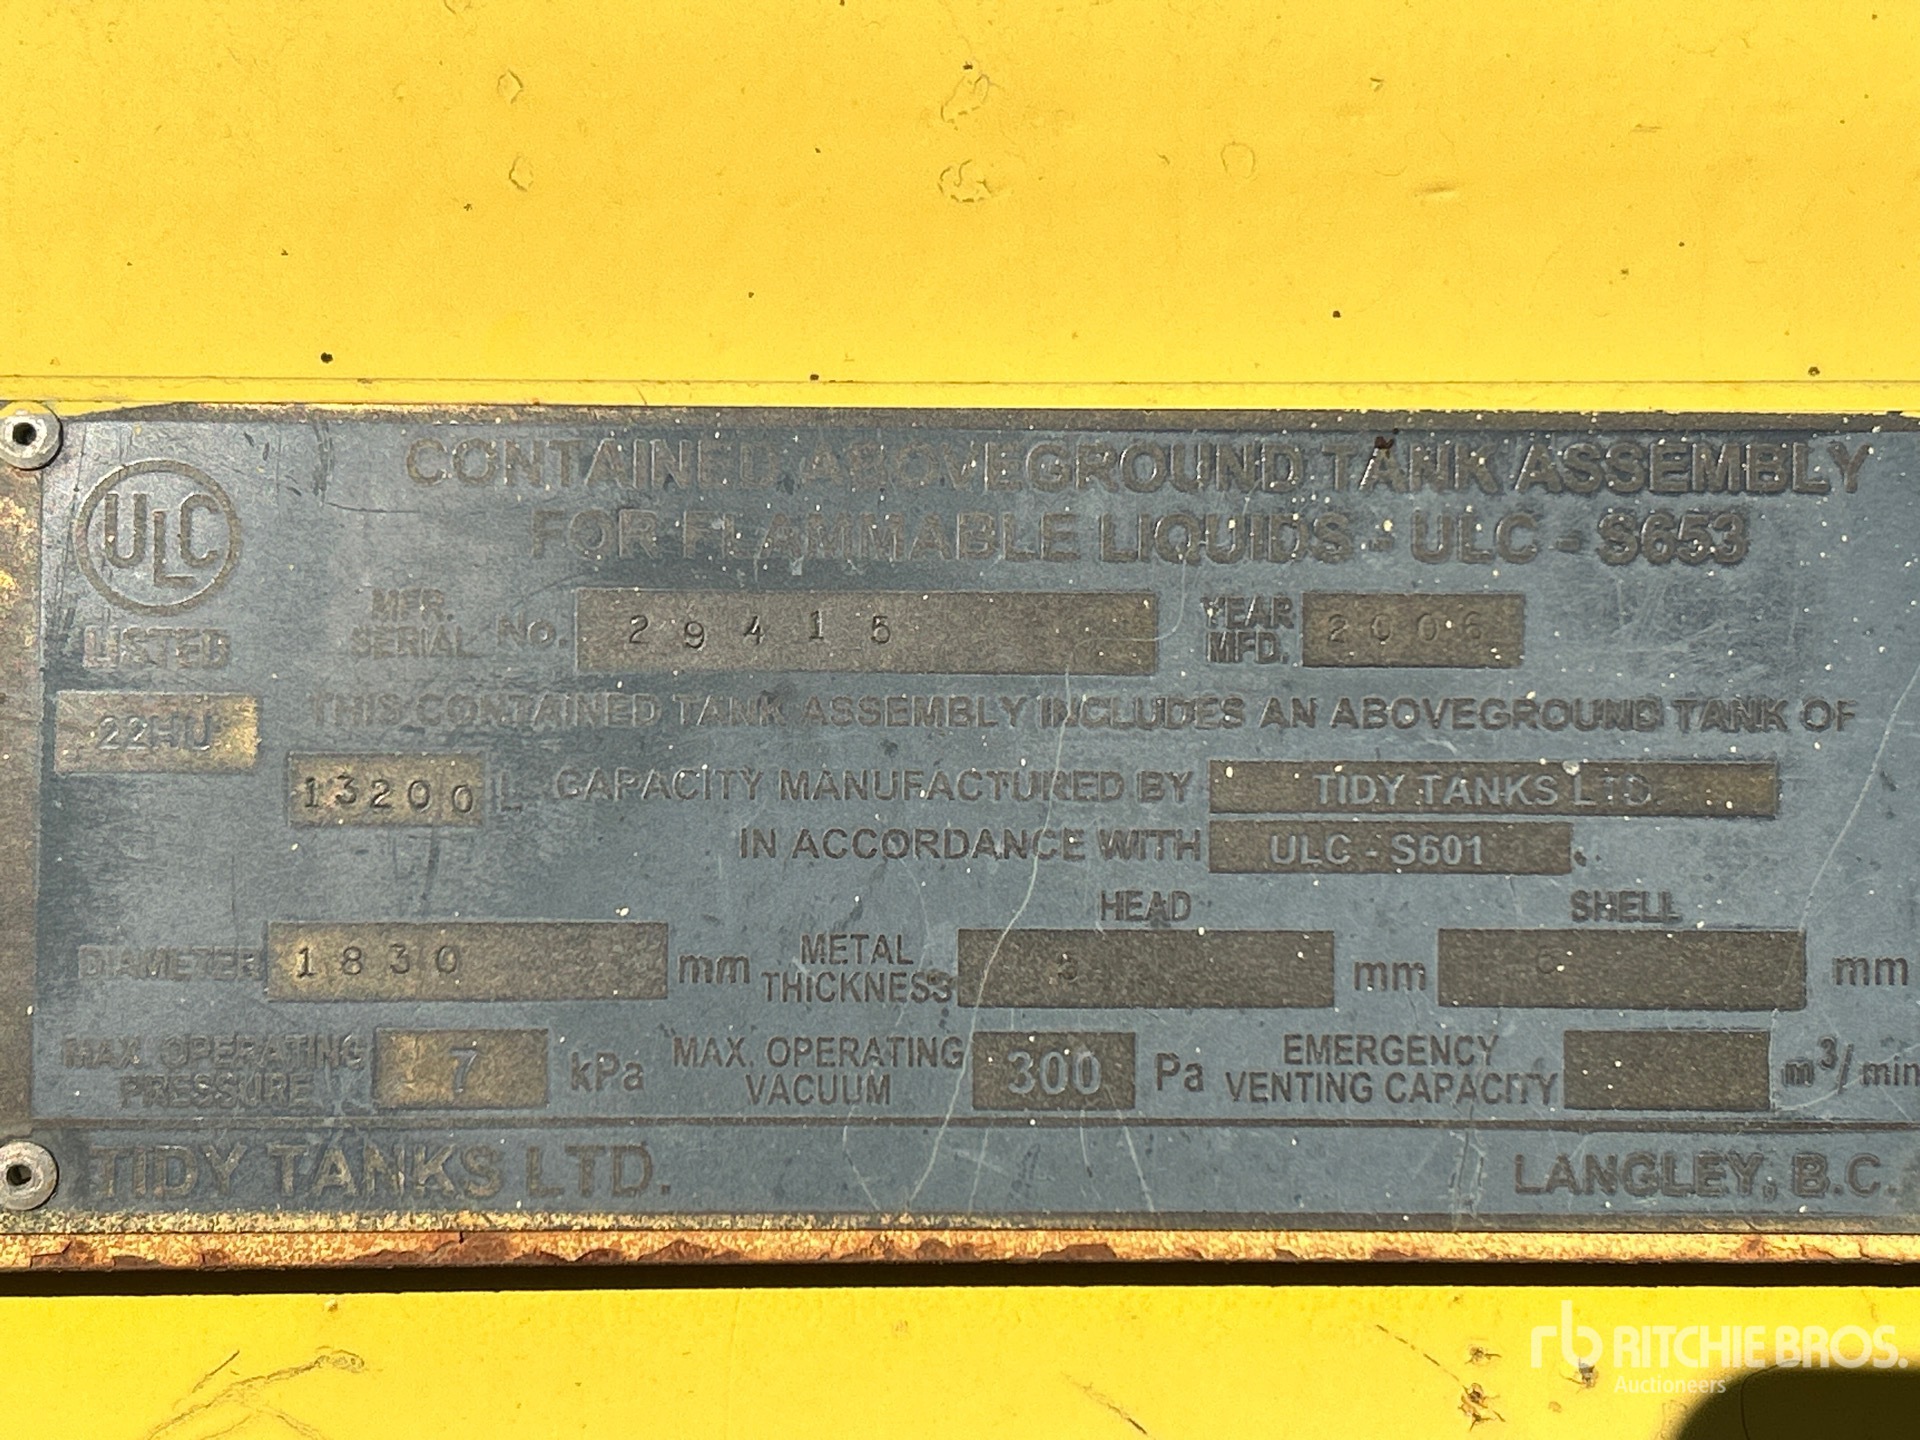 CONTAINED ABOVEGROUND TANK ASSEMBLY
FOR FLAMMABLE LIQUIDS - ULC - S653
ULC
LISTED
22HU
MFR. SERIAL No. 29415 YEAR MFD. 2006
THIS CONTAINED TANK ASSEMBLY INCLUDES AN ABOVEGROUND TANK OF
13200 L CAPACITY MANUFACTURED BY TIDY TANKS LTD.
IN ACCORDANCE WITH ULC - S601
HEAD SHELL
DIAMETER 1830 mm METAL THICKNESS mm mm
MAX. OPERATING PRESSURE 7 kPa MAX. OPERATING VACUUM 300 Pa EMERGENCY VENTING CAPACITY m³/min
TIDY TANKS LTD. LANGLEY, B.C.
rb RITCHIE BROS.
Auctioneers